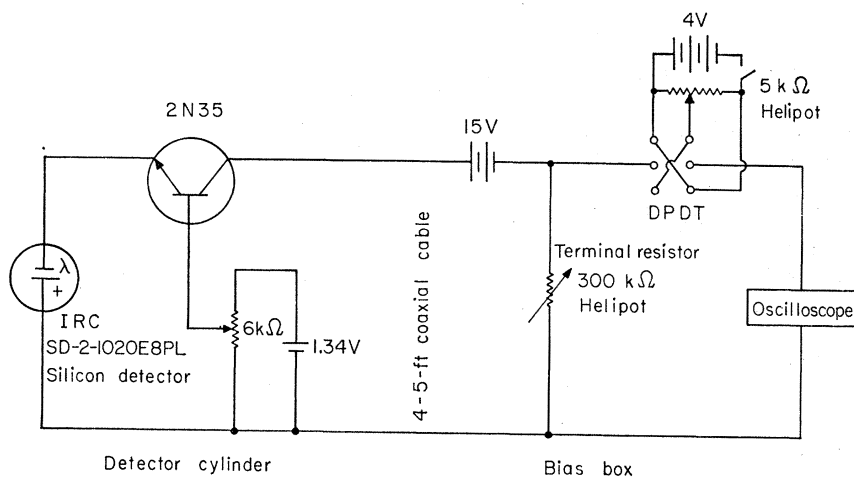 4V
5 kΩ
Helipot
2N35
15V
DPDT
λ
+
IRC
SD-2-1020E8PL
Silicon detector
6kΩ
1.34V
4-5-ft coaxial cable
Terminal resistor
300 kΩ
Helipot
Oscilloscope
Detector cylinder
Bias box